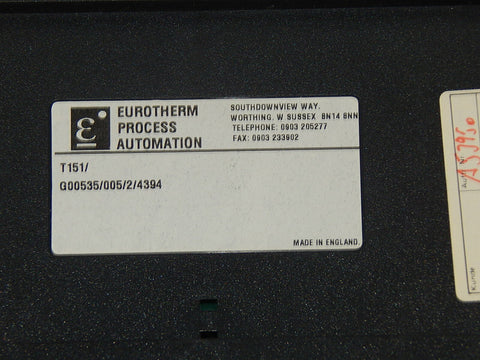 EUROTHERM
PROCESS
AUTOMATION
SOUTHDOWNVIEW WAY.
WORTHING. W SUSSEX BN14 8NN
TELEPHONE: 0903 205277
FAX: 0903 233902
T151/
G00535/005/2/4394
MADE IN ENGLAND.
Kunde